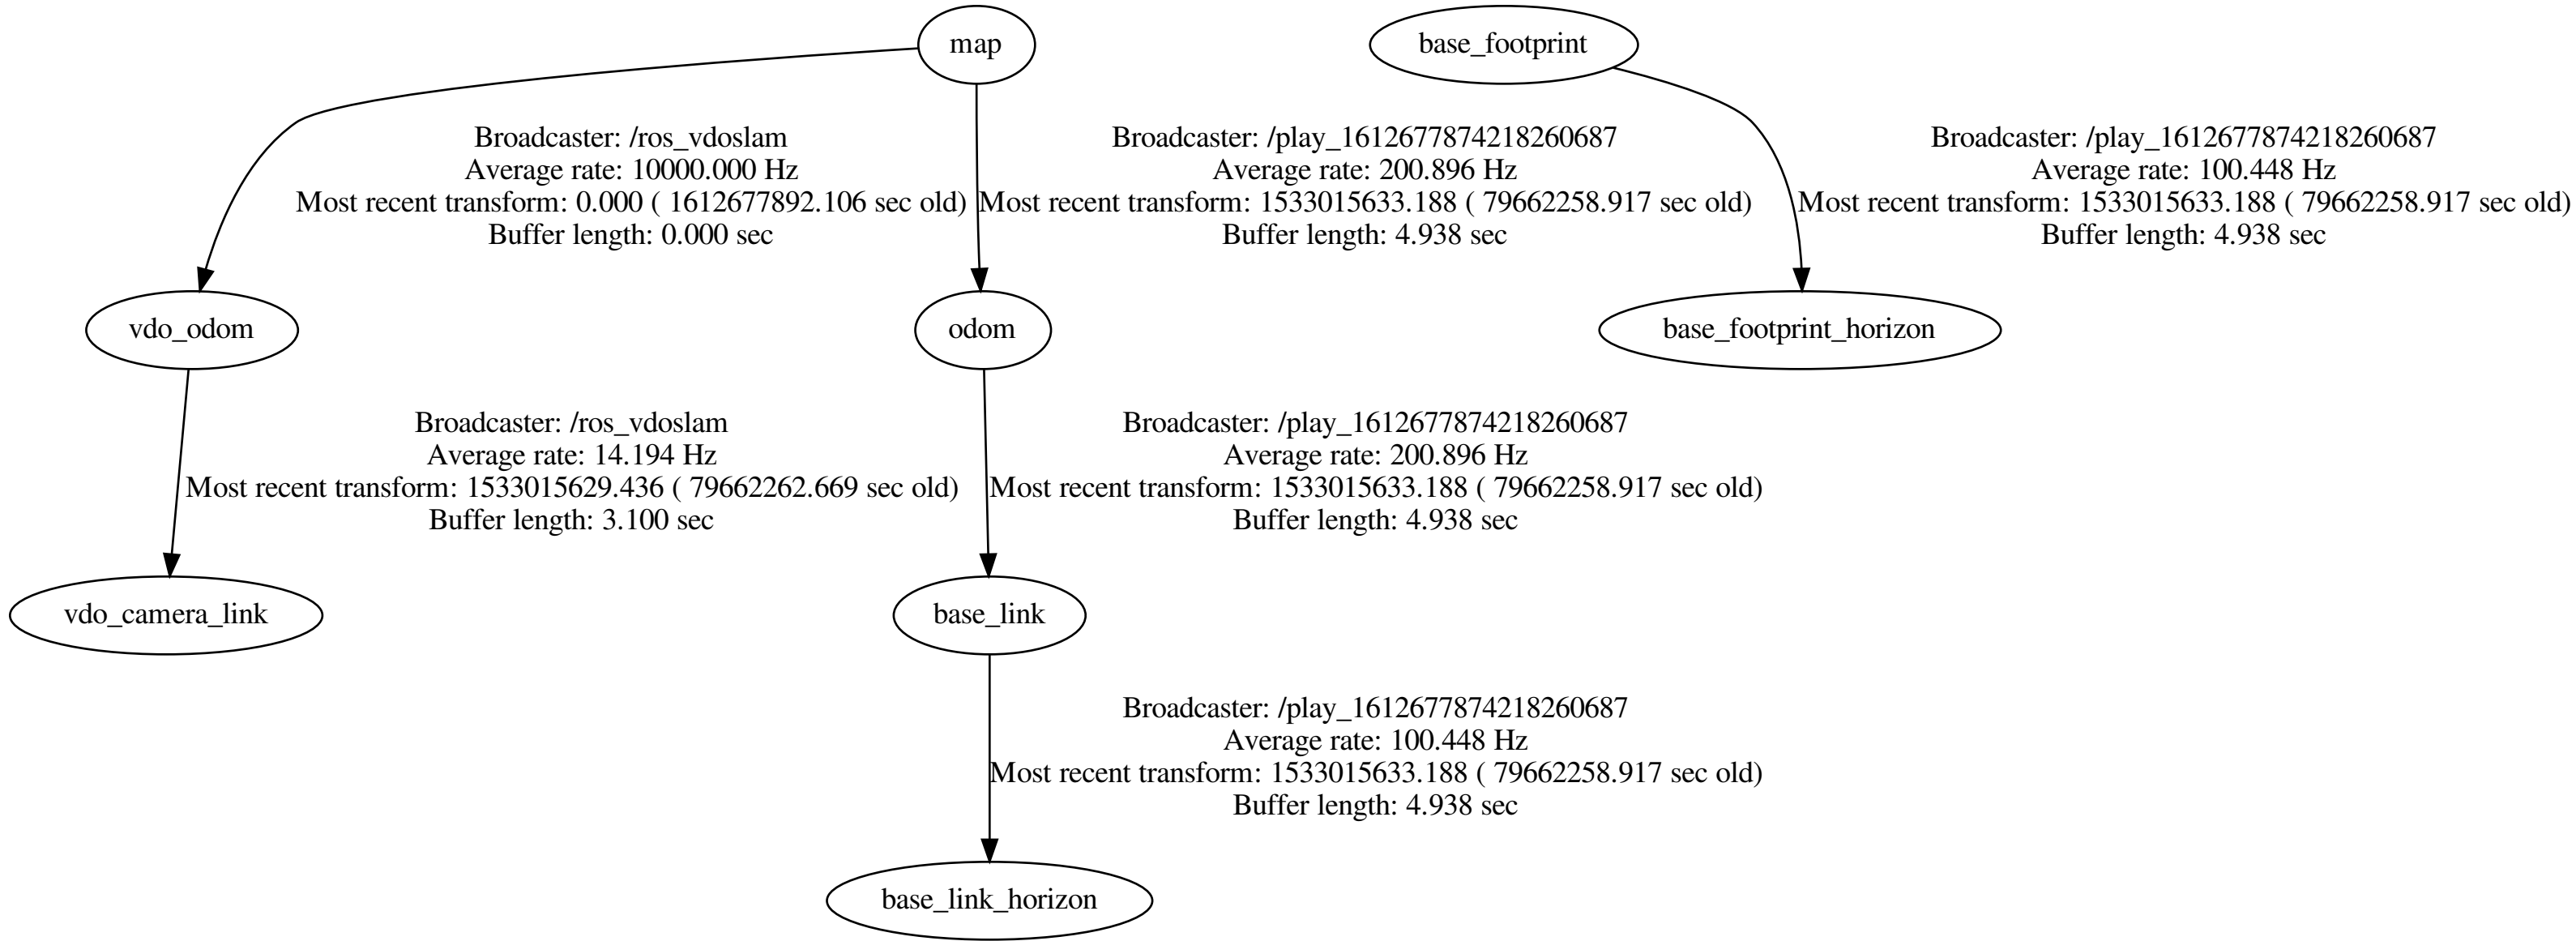 map
base_footprint
Broadcaster: /ros_vdoslam
Average rate: 10000.000 Hz
Most recent transform: 0.000 ( 1612677892.106 sec old)
Buffer length: 0.000 sec
Broadcaster: /play_1612677874218260687
Average rate: 200.896 Hz
Most recent transform: 1533015633.188 ( 79662258.917 sec old)
Buffer length: 4.938 sec
Broadcaster: /play_1612677874218260687
Average rate: 100.448 Hz
Most recent transform: 1533015633.188 ( 79662258.917 sec old)
Buffer length: 4.938 sec
vdo_odom
odom
base_footprint_horizon
Broadcaster: /ros_vdoslam
Average rate: 14.194 Hz
Most recent transform: 1533015629.436 ( 79662262.669 sec old)
Buffer length: 3.100 sec
Broadcaster: /play_1612677874218260687
Average rate: 200.896 Hz
Most recent transform: 1533015633.188 ( 79662258.917 sec old)
Buffer length: 4.938 sec
vdo_camera_link
base_link
Broadcaster: /play_1612677874218260687
Average rate: 100.448 Hz
Most recent transform: 1533015633.188 ( 79662258.917 sec old)
Buffer length: 4.938 sec
base_link_horizon